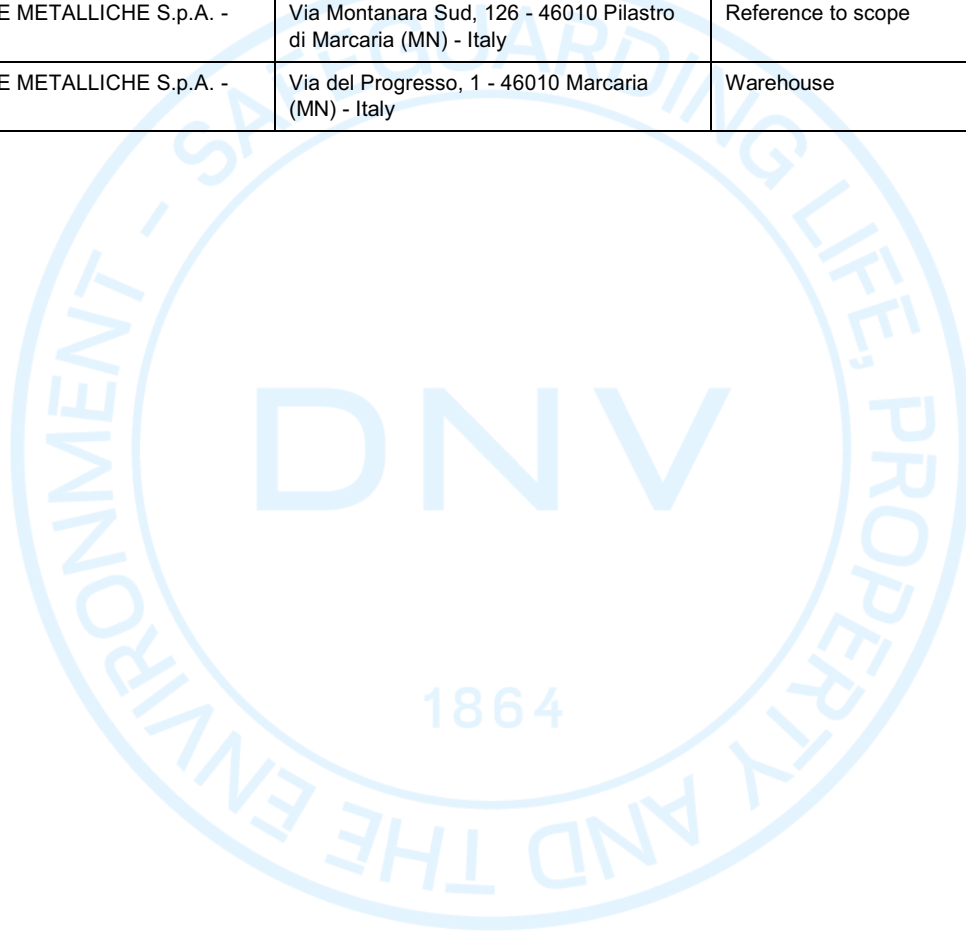 E METALLICHE S.p.A. -
Via Montanara Sud, 126 - 46010 Pilastro
di Marcaria (MN) - Italy
Reference to scope
E METALLICHE S.p.A. -
Via del Progresso, 1 - 46010 Marcaria
(MN) - Italy
Warehouse
SAFEGUARDING LIFE, PROPERTY AND THE ENVIRONMENT -
DNV
1864